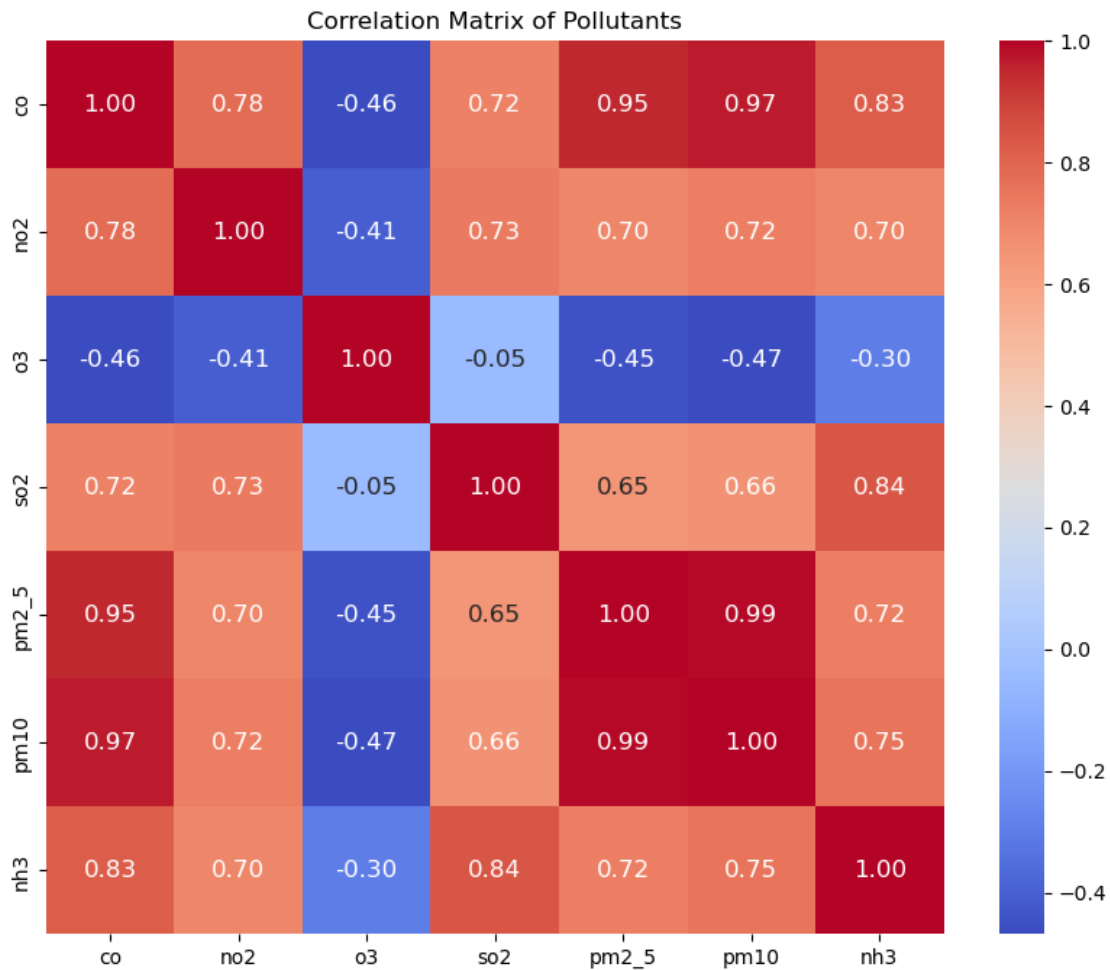 Correlation Matrix of Pollutants
co 1.00 0.78 -0.46 0.72 0.95 0.97 0.83
no2 0.78 1.00 -0.41 0.73 0.70 0.72 0.70
o3 -0.46 -0.41 1.00 -0.05 -0.45 -0.47 -0.30
so2 0.72 0.73 -0.05 1.00 0.65 0.66 0.84
pm2_5 0.95 0.70 -0.45 0.65 1.00 0.99 0.72
pm10 0.97 0.72 -0.47 0.66 0.99 1.00 0.75
nh3 0.83 0.70 -0.30 0.84 0.72 0.75 1.00
co no2 o3 so2 pm2_5 pm10 nh3
1.0
0.8
0.6
0.4
0.2
0.0
−0.2
−0.4